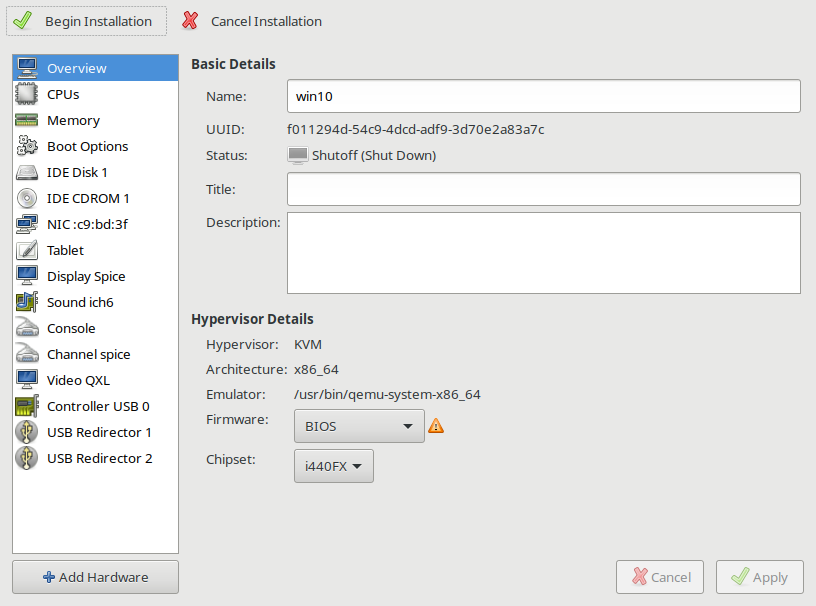 Begin Installation
Cancel Installation
Overview
CPUs
Memory
Boot Options
IDE Disk 1
IDE CDROM 1
NIC :c9:bd:3f
Tablet
Display Spice
Sound ich6
Console
Channel spice
Video QXL
Controller USB 0
USB Redirector 1
USB Redirector 2
Add Hardware
Basic Details
Name: win10
UUID: f011294d-54c9-4dcd-adf9-3d70e2a83a7c
Status: Shutoff (Shut Down)
Title:
Description:
Hypervisor Details
Hypervisor: KVM
Architecture: x86_64
Emulator: /usr/bin/qemu-system-x86_64
Firmware: BIOS
Chipset: i440FX
Cancel
Apply